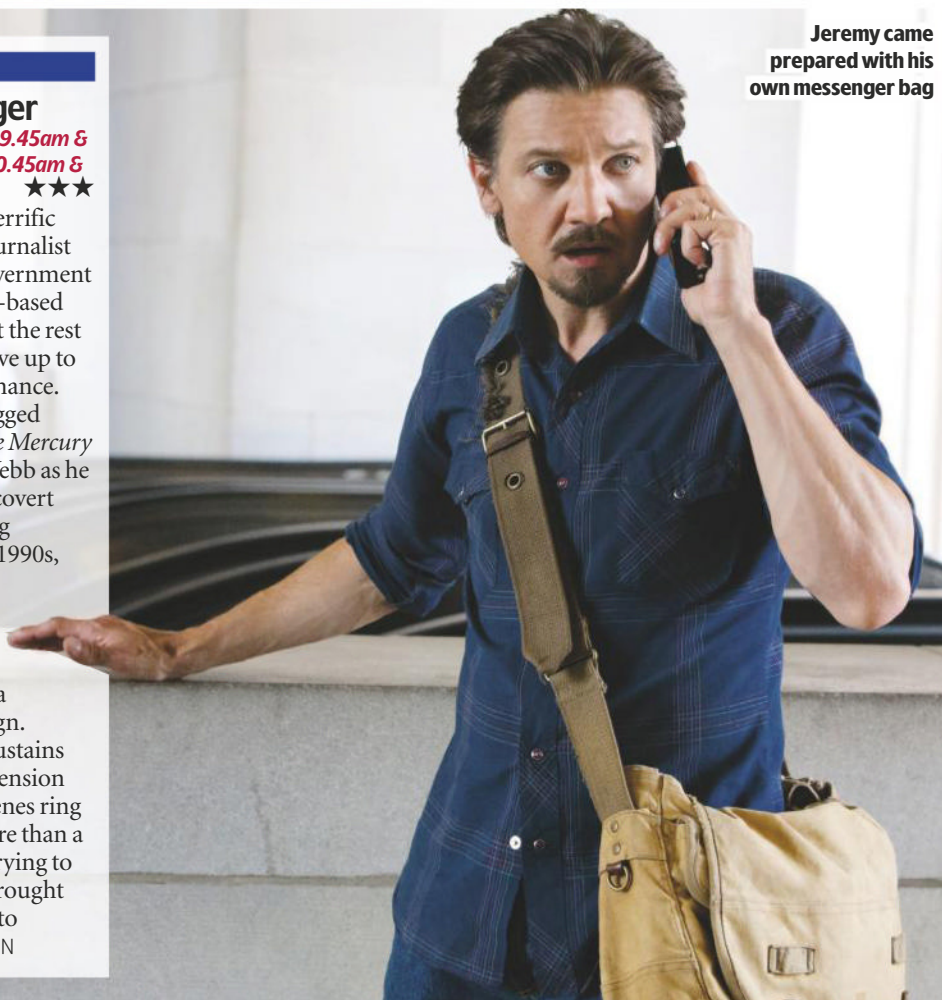 ger
9.45am &
0.45am &
★★★
errific
urnalist
vernment
-based
t the rest
ve up to
nance.
gged
e Mercury
ebb as he
covert
g
1990s,
a
gn.
ustains
ension
enes ring
re than a
rying to
rought
to
N
Jeremy came
prepared with his
own messenger bag